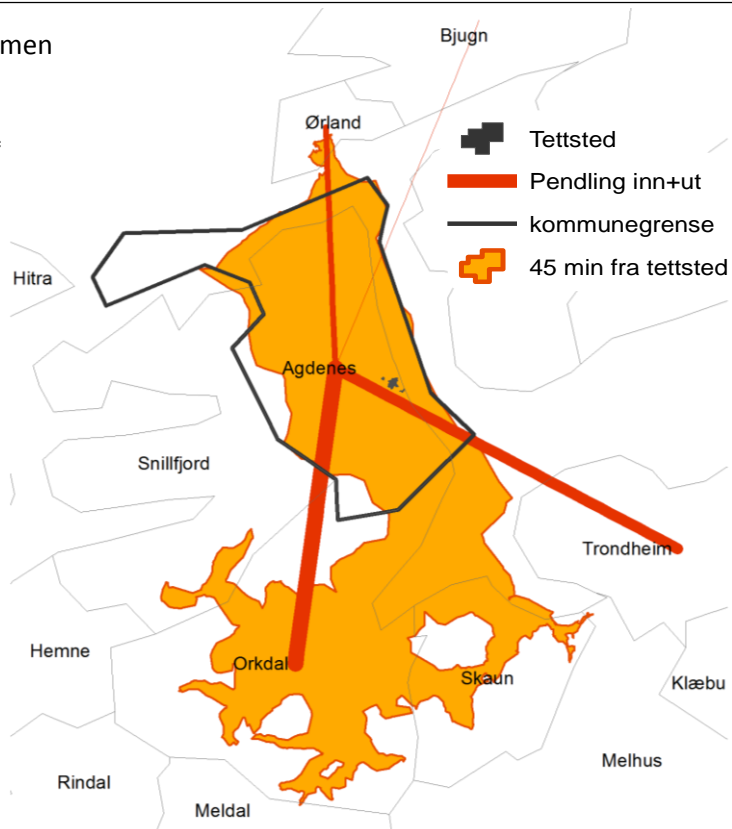 men
Bjugn
Ørland
Tettsted
Pendling inn+ut
kommunegrense
45 min fra tettsted
Hitra
Agdenes
Snillfjord
Trondheim
Hemne
Orkdal
Skaun
Klæbu
Melhus
Rindal
Meldal